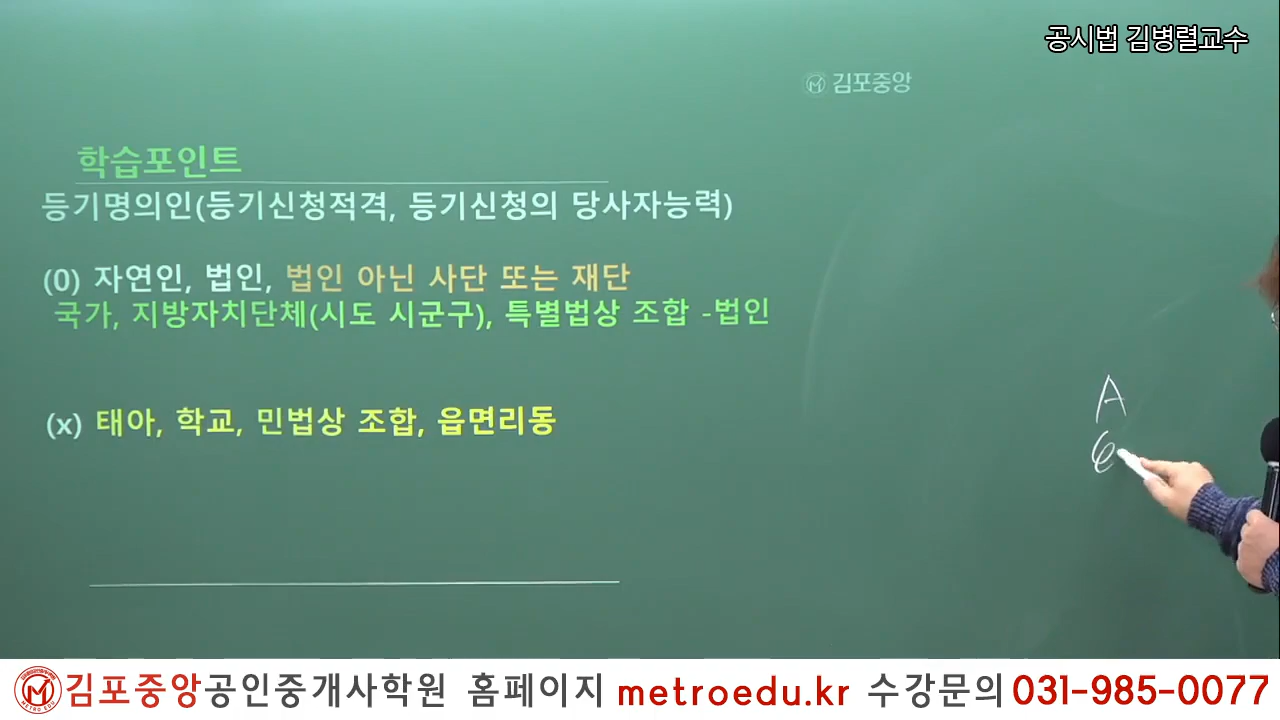 공시법 김병렬교수
김포중앙
학습포인트
등기명의인(등기신청적격, 등기신청의 당사자능력)
(0) 자연인, 법인, 법인 아닌 사단 또는 재단
국가, 지방자치단체(시도 시군구), 특별법상 조합 -법인
(x) 태아, 학교, 민법상 조합, 읍면리동
A
김포중앙공인중개사학원 홈페이지 metroedu.kr 수강문의 031-985-0077